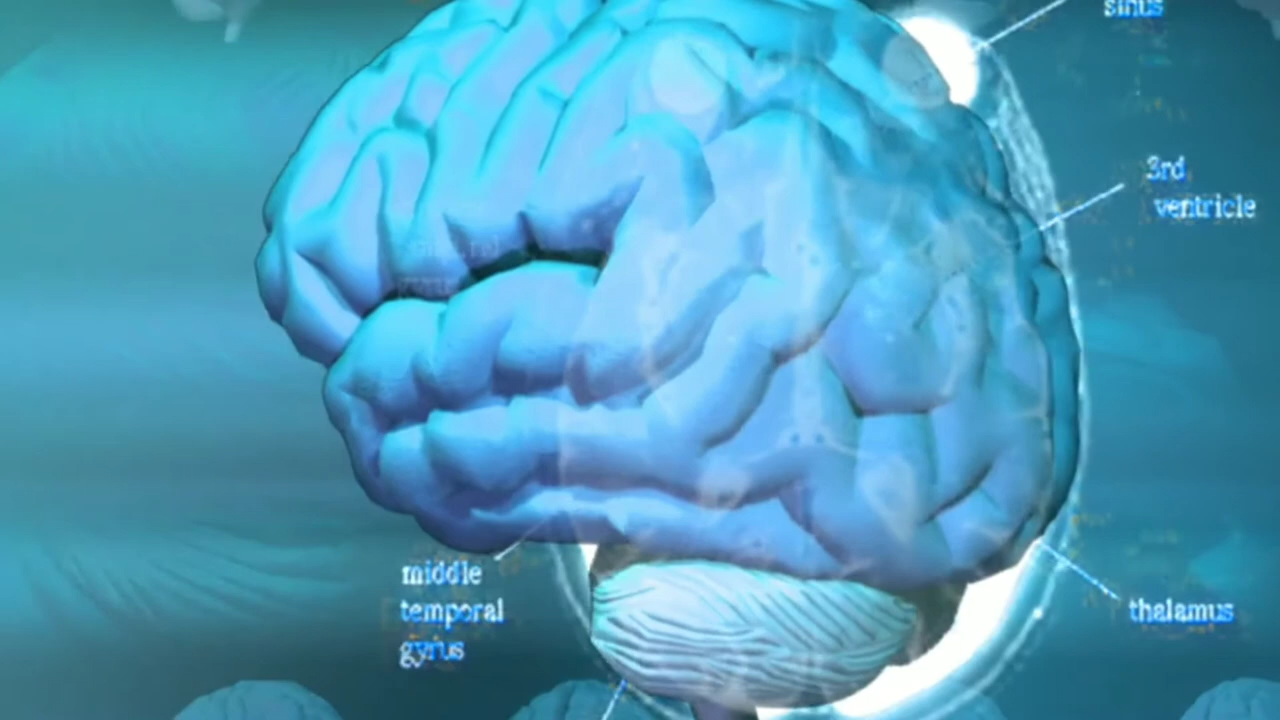 sinus
3rd
ventricle
middle
temporal
gyrus
thalamus